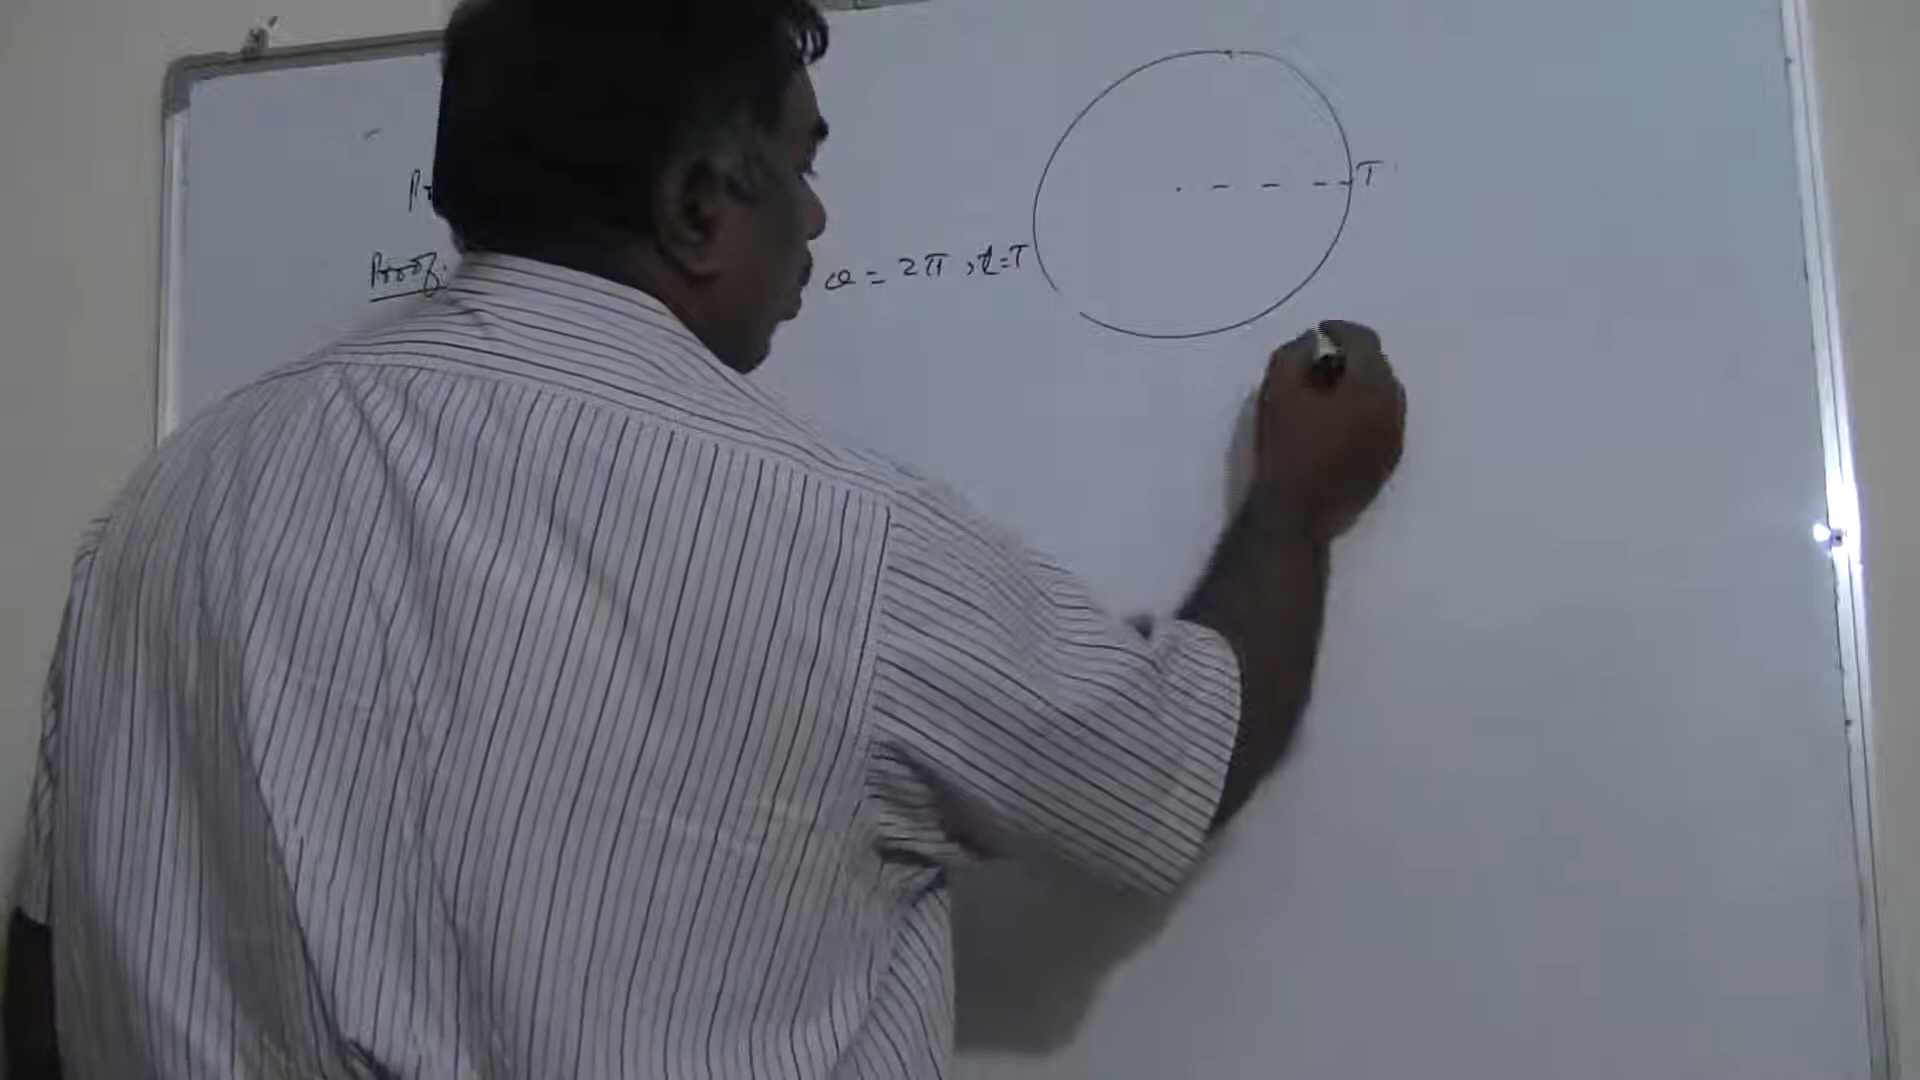 Proof:
θ = 2π, t=T
T